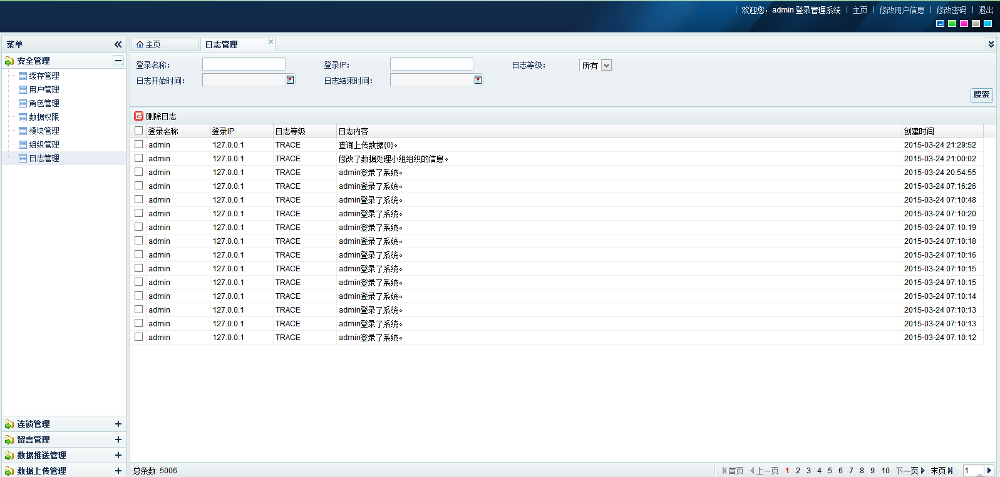 欢迎您，admin 登录管理系统 | 主页 | 修改用户信息 | 修改密码 | 退出
菜单
主页
日志管理
安全管理
缓存管理
用户管理
角色管理
数据权限
模块管理
组织管理
日志管理
连锁管理
留言管理
数据推送管理
数据上传管理
登录名称：
登录IP：
日志等级：
所有
日志开始时间：
日志结束时间：
搜索
删除日志
登录名称 登录IP 日志等级 日志内容 创建时间
admin 127.0.0.1 TRACE 查询上传数据{0}。 2015-03-24 21:29:52
admin 127.0.0.1 TRACE 修改了数据处理小组组织的信息。 2015-03-24 21:00:02
admin 127.0.0.1 TRACE admin登录了系统。 2015-03-24 20:54:55
admin 127.0.0.1 TRACE admin登录了系统。 2015-03-24 07:16:26
admin 127.0.0.1 TRACE admin登录了系统。 2015-03-24 07:10:48
admin 127.0.0.1 TRACE admin登录了系统。 2015-03-24 07:10:20
admin 127.0.0.1 TRACE admin登录了系统。 2015-03-24 07:10:19
admin 127.0.0.1 TRACE admin登录了系统。 2015-03-24 07:10:18
admin 127.0.0.1 TRACE admin登录了系统。 2015-03-24 07:10:16
admin 127.0.0.1 TRACE admin登录了系统。 2015-03-24 07:10:15
admin 127.0.0.1 TRACE admin登录了系统。 2015-03-24 07:10:15
admin 127.0.0.1 TRACE admin登录了系统。 2015-03-24 07:10:14
admin 127.0.0.1 TRACE admin登录了系统。 2015-03-24 07:10:13
admin 127.0.0.1 TRACE admin登录了系统。 2015-03-24 07:10:13
admin 127.0.0.1 TRACE admin登录了系统。 2015-03-24 07:10:12
总条数: 5006
首页 上一页 1 2 3 4 5 6 7 8 9 10 下一页 末页 1